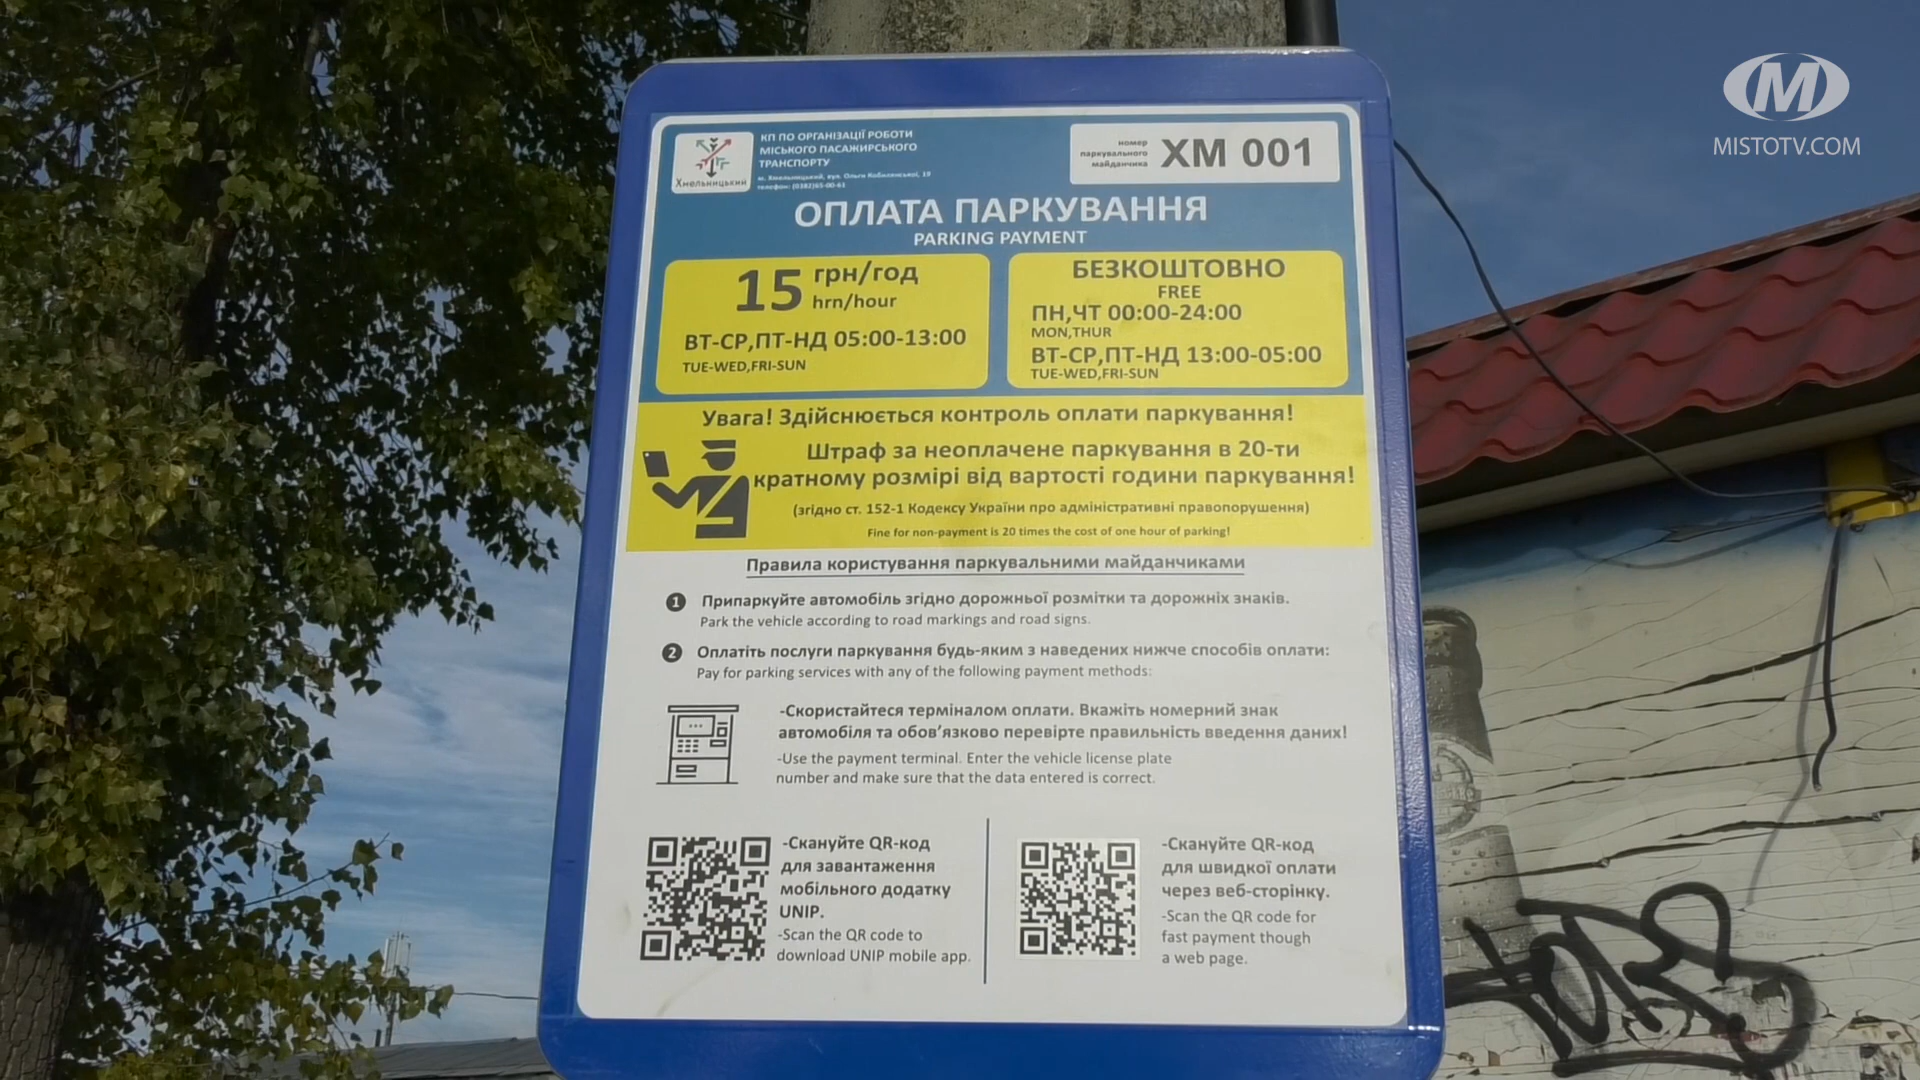 MISTOTV.COM
Хмельницький
КП ПО ОРГАНІЗАЦІЇ РОБОТИ
МІСЬКОГО ПАСАЖИРСЬКОГО
ТРАНСПОРТУ
м. Хмельницький, вул. Ольги Кобилянської, 19
телефон: (0382)65-00-61
номер
паркувального
майданчика
ХМ 001
ОПЛАТА ПАРКУВАННЯ
PARKING PAYMENT
15 грн/год
hrn/hour
ВТ-СР,ПТ-НД 05:00-13:00
TUE-WED,FRI-SUN
БЕЗКОШТОВНО
FREE
ПН,ЧТ 00:00-24:00
MON,THUR
ВТ-СР,ПТ-НД 13:00-05:00
TUE-WED,FRI-SUN
Увага! Здійснюється контроль оплати паркування!
Штраф за неоплачене паркування в 20-ти
кратному розмірі від вартості години паркування!
(згідно ст. 152-1 Кодексу України про адміністративні правопорушення)
Fine for non-payment is 20 times the cost of one hour of parking!
Правила користування паркувальними майданчиками
1 Припаркуйте автомобіль згідно дорожньої розмітки та дорожніх знаків.
Park the vehicle according to road markings and road signs.
2 Оплатіть послуги паркування будь-яким з наведених нижче способів оплати:
Pay for parking services with any of the following payment methods:
-Скористайтеся терміналом оплати. Вкажіть номерний знак
автомобіля та обов'язково перевірте правильність введення даних!
-Use the payment terminal. Enter the vehicle license plate
number and make sure that the data entered is correct.
-Скануйте QR-код
для завантаження
мобільного додатку
UNIP.
-Scan the QR code to
download UNIP mobile app.
-Скануйте QR-код
для швидкої оплати
через веб-сторінку.
-Scan the QR code for
fast payment though
a web page.